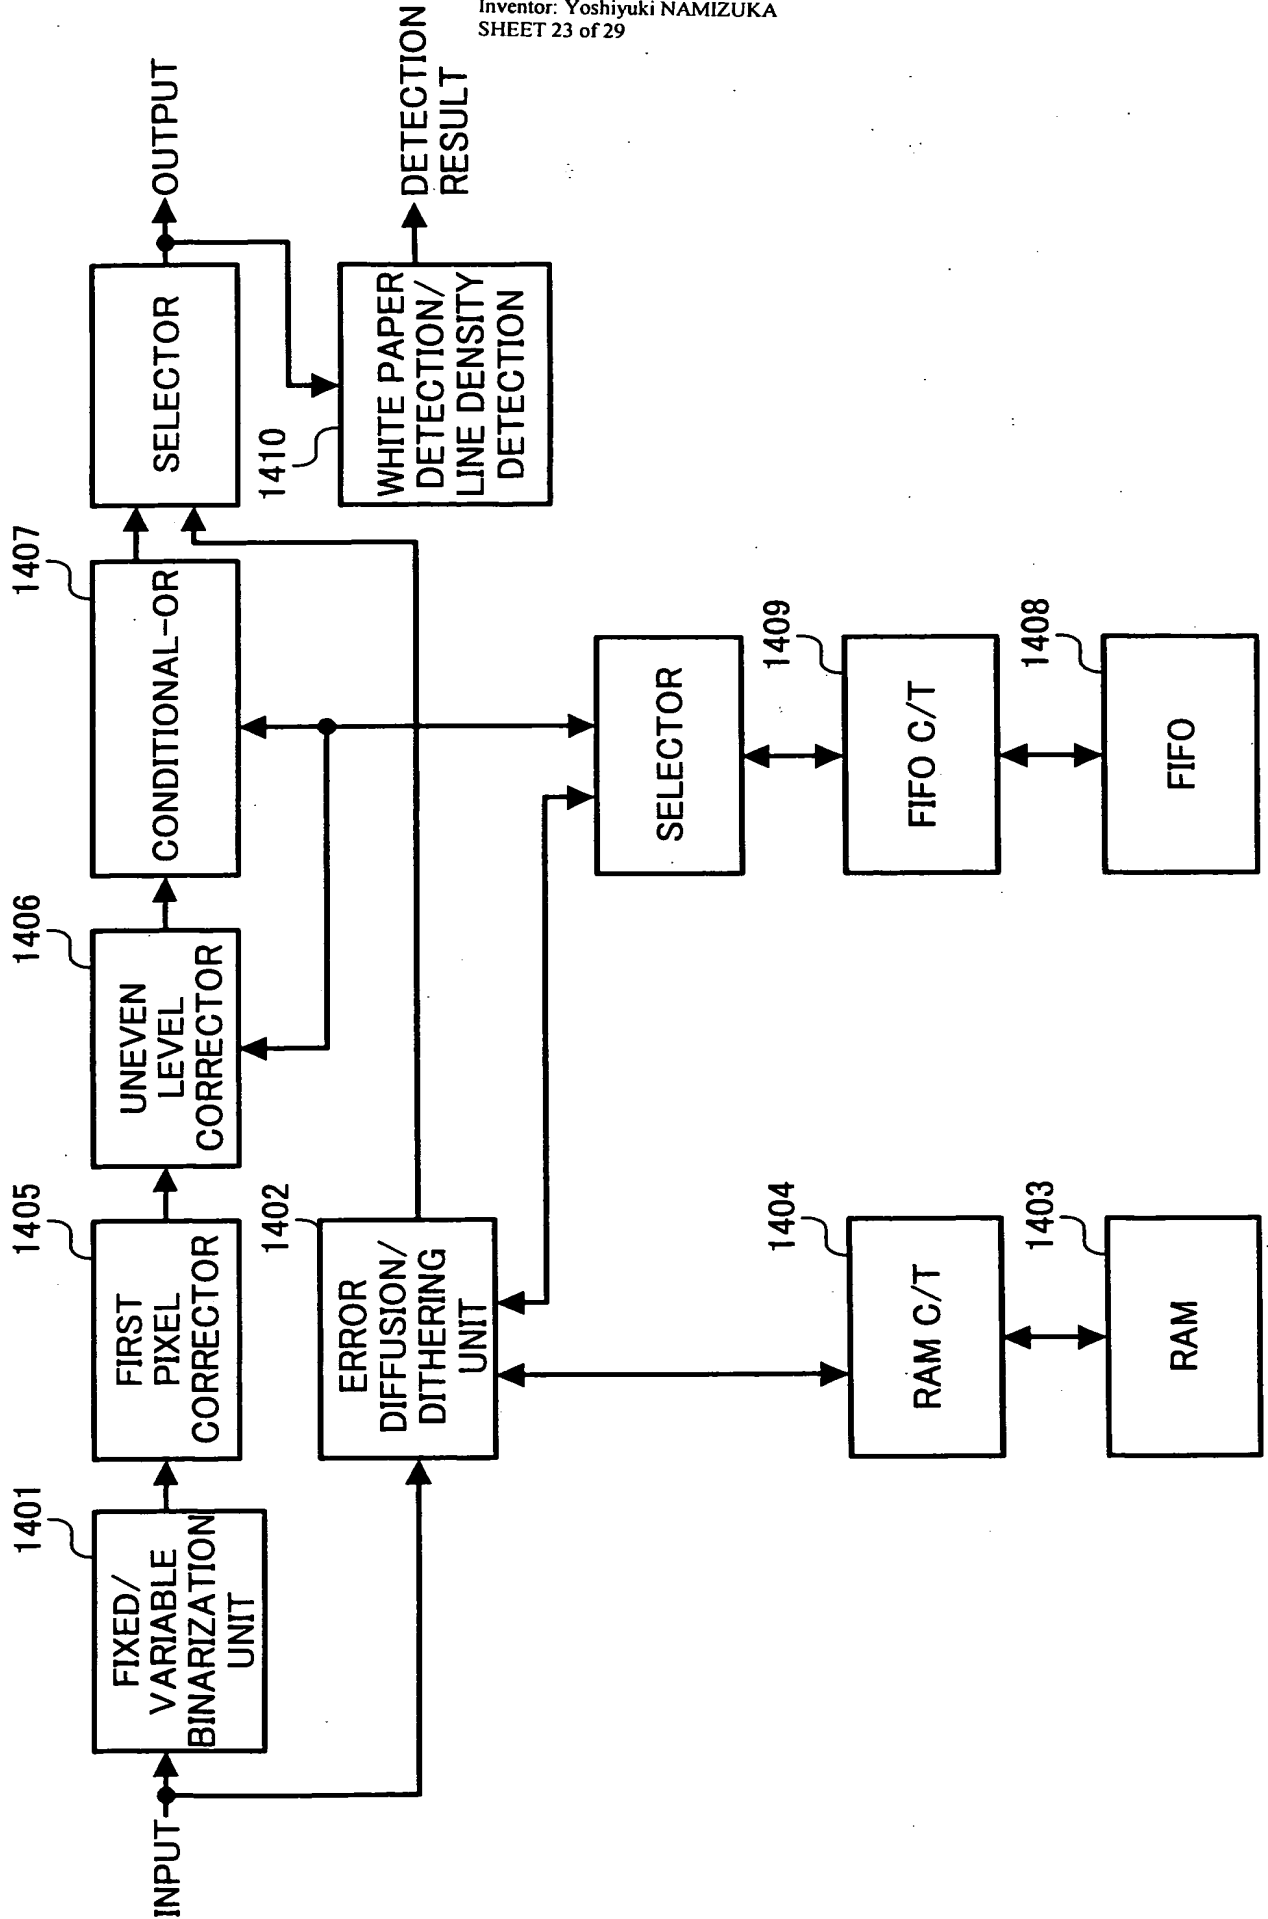 Inventor: Yoshiyuki NAMIZUKA
SHEET 23 of 29
INPUT
1401
FIXED/
VARIABLE
BINARIZATION
UNIT
1405
FIRST
PIXEL
CORRECTOR
1406
UNEVEN
LEVEL
CORRECTOR
1407
CONDITIONAL-OR
SELECTOR
OUTPUT
1402
ERROR
DIFFUSION/
DITHERING
UNIT
1410
WHITE PAPER
DETECTION/
LINE DENSITY
DETECTION
DETECTION
RESULT
SELECTOR
1404
RAM C/T
1409
FIFO C/T
1403
RAM
1408
FIFO